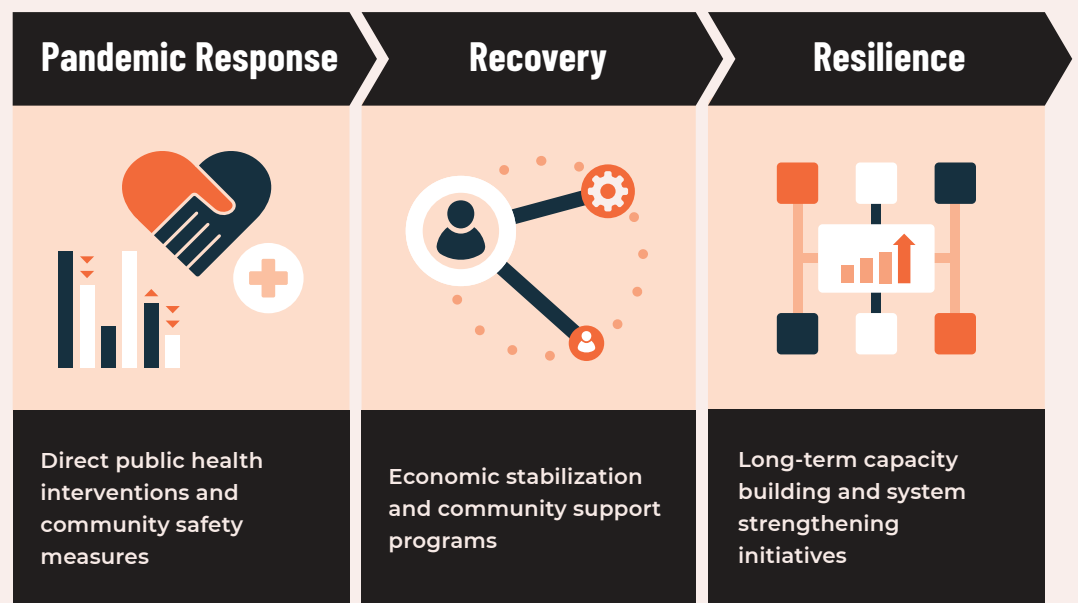 Pandemic Response
Recovery
Resilience
Direct public health
interventions and
community safety
measures
Economic stabilization
and community support
programs
Long-term capacity
building and system
strengthening
initiatives